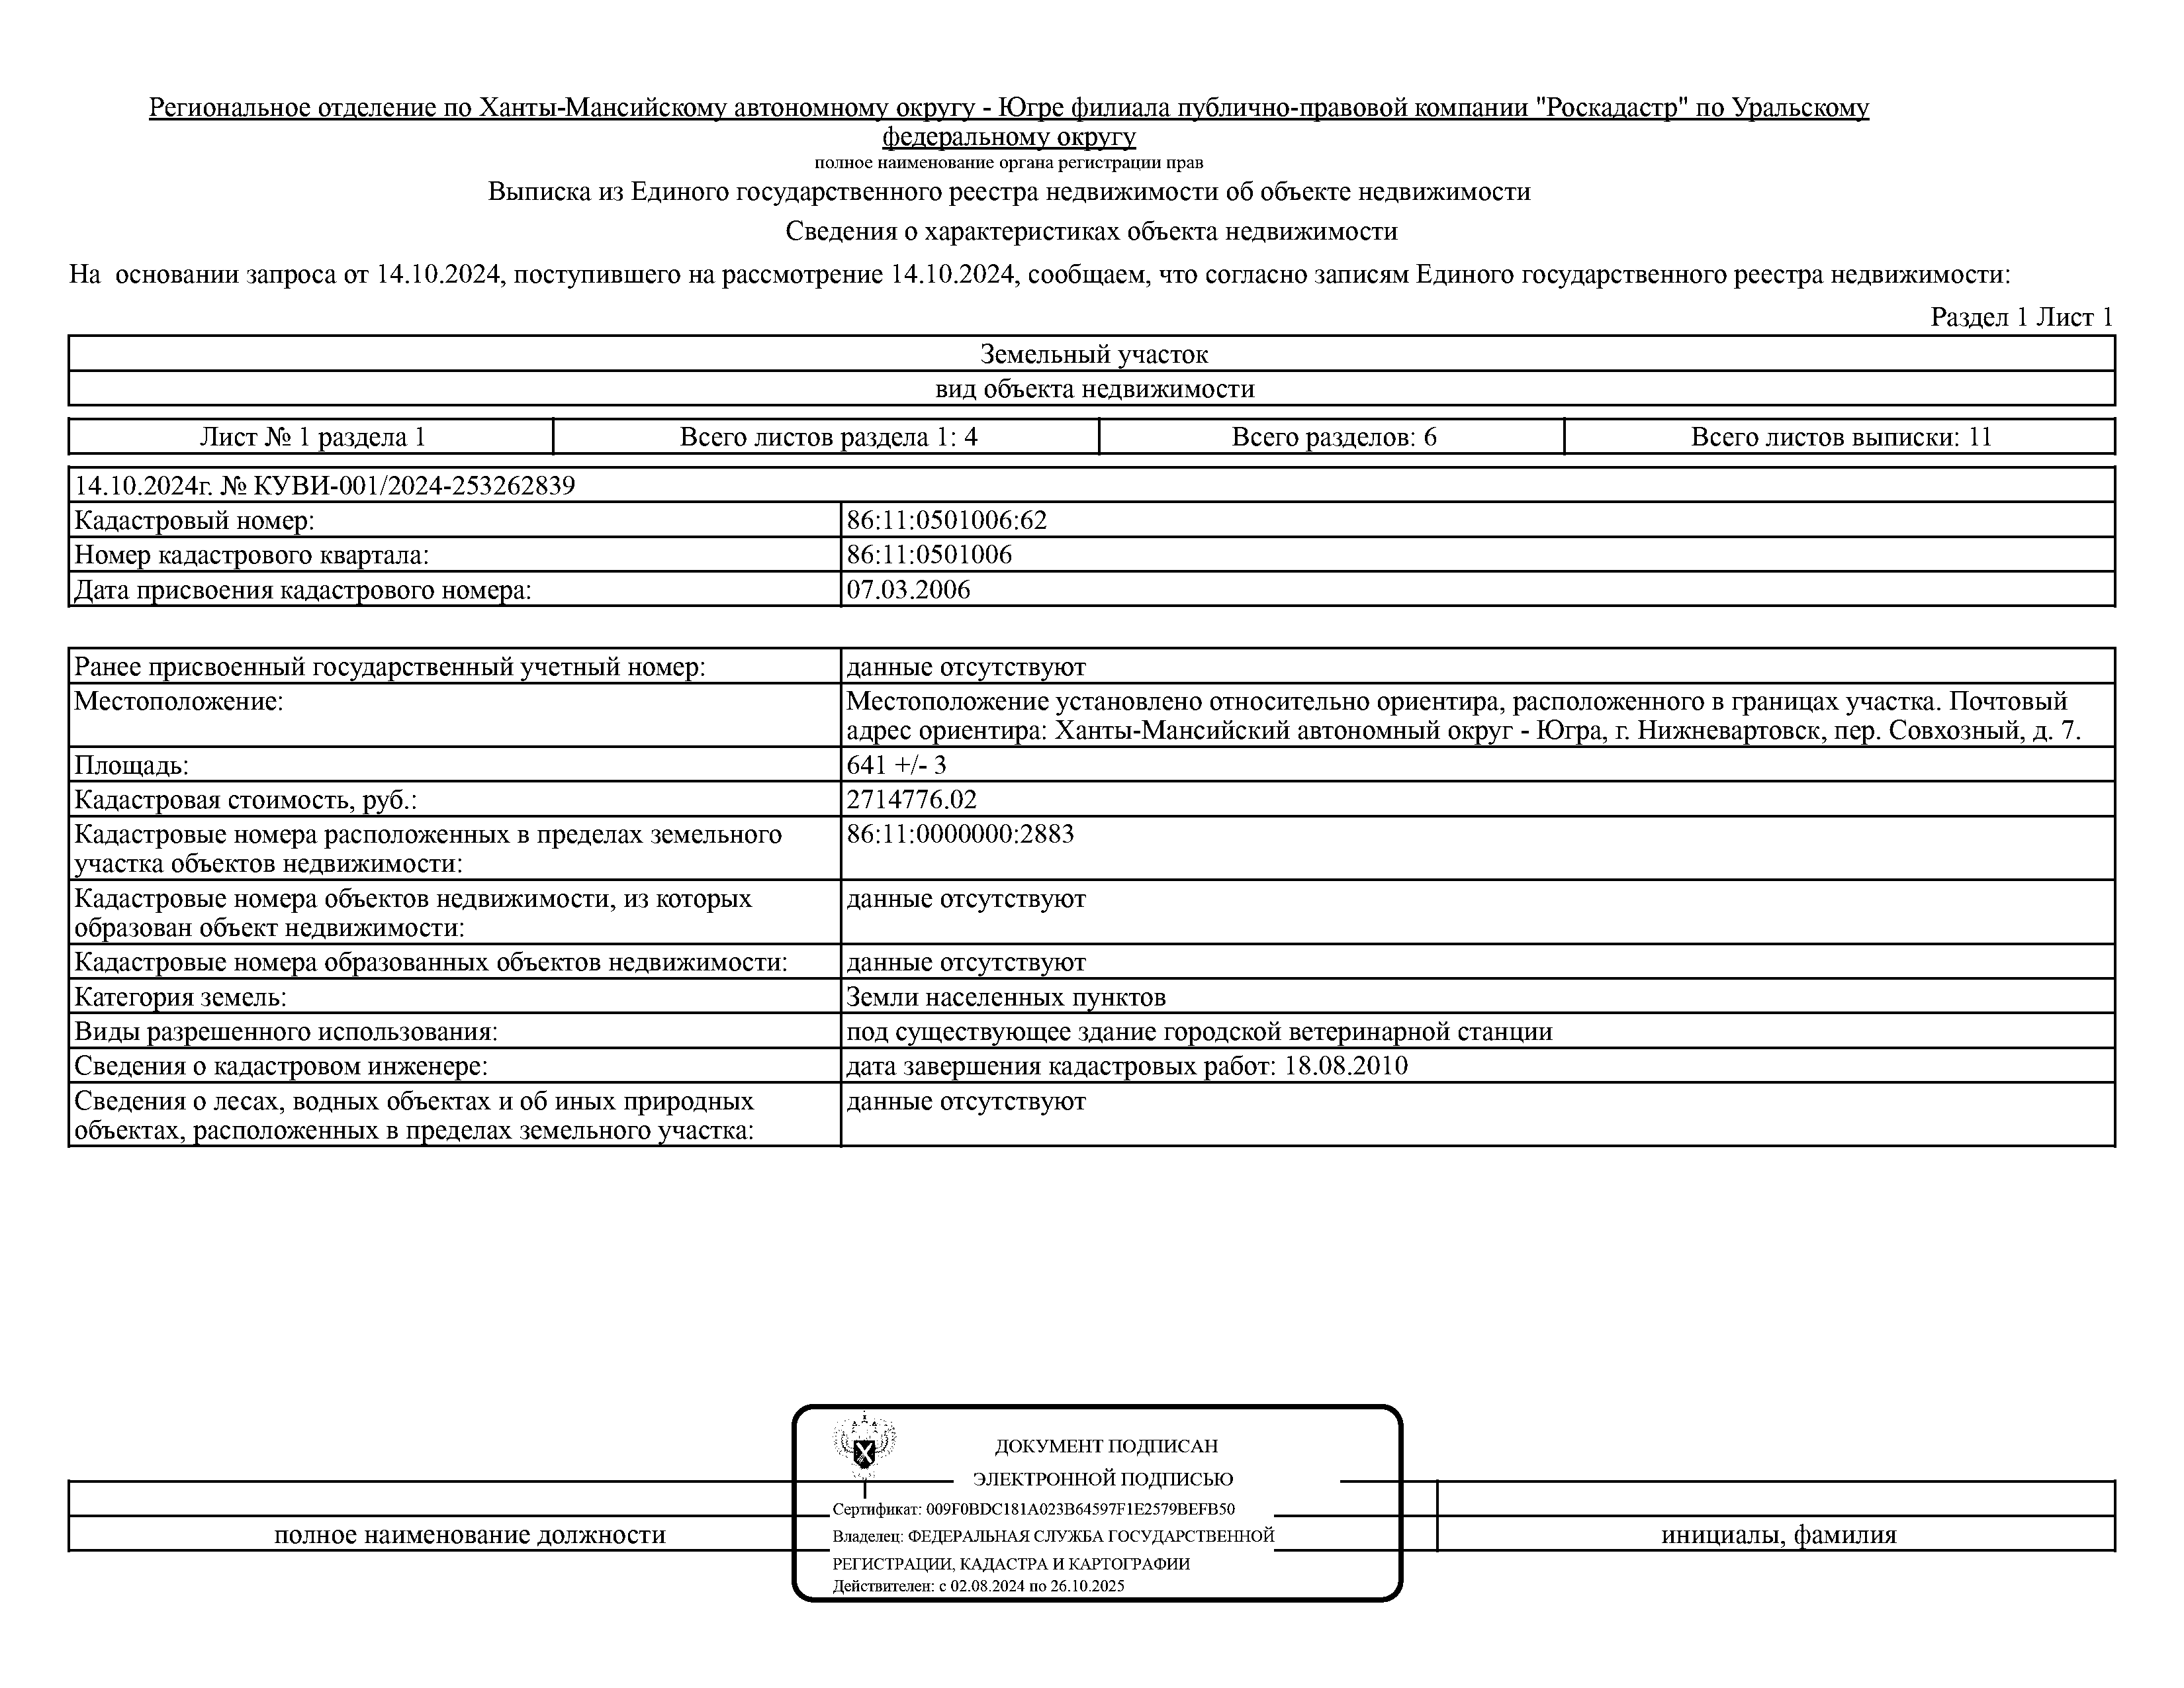 Региональное отделение по Ханты-Мансийскому автономному округу - Югре филиала публично-правовой компании "Роскадастр" по Уральскому
федеральному округу
полное наименование органа регистрации прав
Выписка из Единого государственного реестра недвижимости об объекте недвижимости
Сведения о характеристиках объекта недвижимости
На основании запроса от 14.10.2024, поступившего на рассмотрение 14.10.2024, сообщаем, что согласно записям Единого государственного реестра недвижимости:
Раздел 1 Лист 1
Земельный участок
вид объекта недвижимости
Лист № 1 раздела 1 Всего листов раздела 1: 4 Всего разделов: 6 Всего листов выписки: 11
14.10.2024г. № КУВИ-001/2024-253262839
Кадастровый номер: 86:11:0501006:62
Номер кадастрового квартала: 86:11:0501006
Дата присвоения кадастрового номера: 07.03.2006
Ранее присвоенный государственный учетный номер: данные отсутствуют
Местоположение: Местоположение установлено относительно ориентира, расположенного в границах участка. Почтовый
адрес ориентира: Ханты-Мансийский автономный округ - Югра, г. Нижневартовск, пер. Совхозный, д. 7.
Площадь: 641 +/- 3
Кадастровая стоимость, руб.: 2714776.02
Кадастровые номера расположенных в пределах земельного 86:11:0000000:2883
участка объектов недвижимости:
Кадастровые номера объектов недвижимости, из которых данные отсутствуют
образован объект недвижимости:
Кадастровые номера образованных объектов недвижимости: данные отсутствуют
Категория земель: Земли населенных пунктов
Виды разрешенного использования: под существующее здание городской ветеринарной станции
Сведения о кадастровом инженере: дата завершения кадастровых работ: 18.08.2010
Сведения о лесах, водных объектах и об иных природных данные отсутствуют
объектах, расположенных в пределах земельного участка:
ДОКУМЕНТ ПОДПИСАН
ЭЛЕКТРОННОЙ ПОДПИСЬЮ
Сертификат: 009F0BDC181A023B64597F1E2579BEFB50
полное наименование должности Владелец: ФЕДЕРАЛЬНАЯ СЛУЖБА ГОСУДАРСТВЕННОЙ инициалы, фамилия
РЕГИСТРАЦИИ, КАДАСТРА И КАРТОГРАФИИ
Действителен: с 02.08.2024 по 26.10.2025